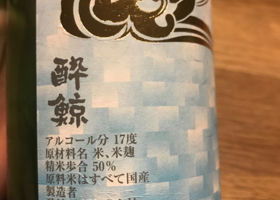 酔
鯨
アルコール分 17度
原材料名 米、米麹
精米歩合 50%
原料米はすべて国産
製造者